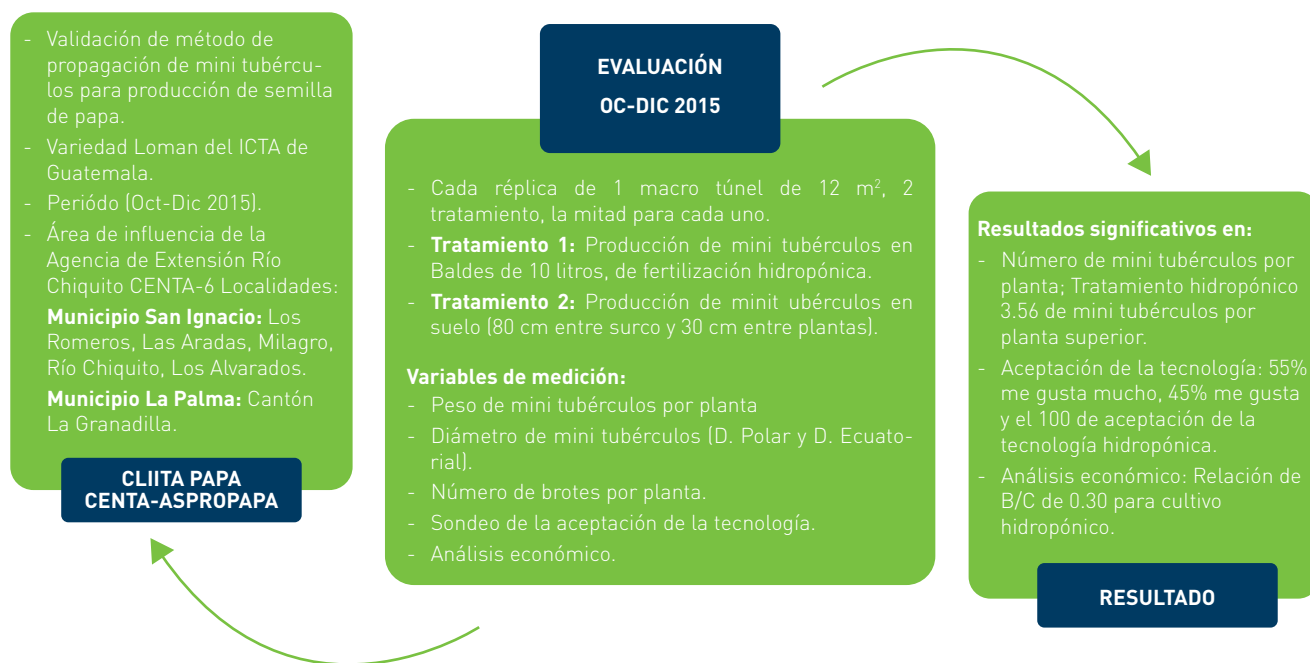 - Validación de método de
propagación de mini tubércu-
los para producción de semilla
de papa.
- Variedad Loman del ICTA de
Guatemala.
- Periódo (Oct-Dic 2015).
- Área de influencia de la
Agencia de Extensión Río
Chiquito CENTA-6 Localidades:
Municipio San Ignacio: Los
Romeros, Las Aradas, Milagro,
Río Chiquito, Los Alvarados.
Municipio La Palma: Cantón
La Granadilla.
CLIITA PAPA
CENTA-ASPROPAPA
EVALUACIÓN
OC-DIC 2015
- Cada réplica de 1 macro túnel de 12 m², 2
tratamiento, la mitad para cada uno.
- Tratamiento 1: Producción de mini tubérculos en
Baldes de 10 litros, de fertilización hidropónica.
- Tratamiento 2: Producción de minit ubérculos en
suelo (80 cm entre surco y 30 cm entre plantas).
Variables de medición:
- Peso de mini tubérculos por planta
- Diámetro de mini tubérculos (D. Polar y D. Ecuato-
rial).
- Número de brotes por planta.
- Sondeo de la aceptación de la tecnología.
- Análisis económico.
Resultados significativos en:
- Número de mini tubérculos por
planta; Tratamiento hidropónico
3.56 de mini tubérculos por
planta superior.
- Aceptación de la tecnología: 55%
me gusta mucho, 45% me gusta
y el 100 de aceptación de la
tecnología hidropónica.
- Análisis económico: Relación de
B/C de 0.30 para cultivo
hidropónico.
RESULTADO